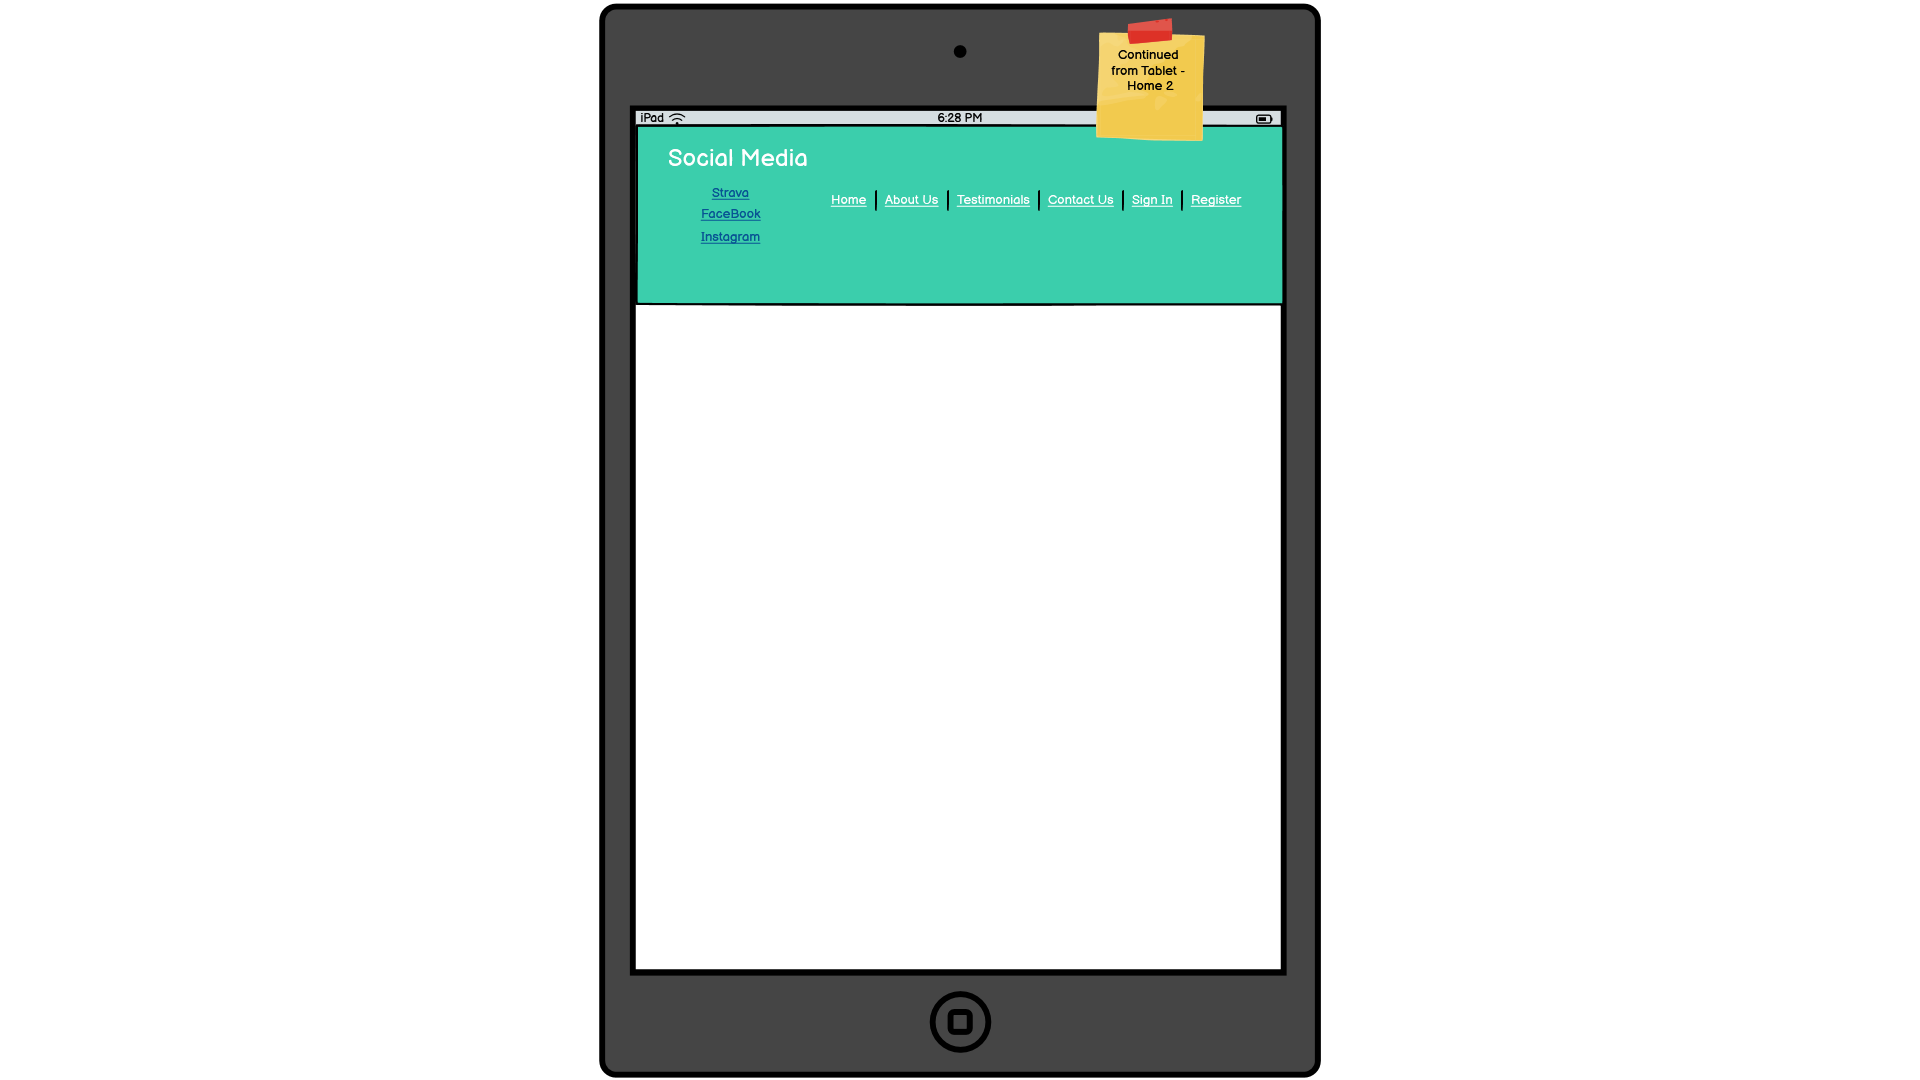 Continued
from Tablet -
Home 2
iPad
6:28 PM
Social Media
Strava
FaceBook
Instagram
Home
About Us
Testimonials
Contact Us
Sign In
Register